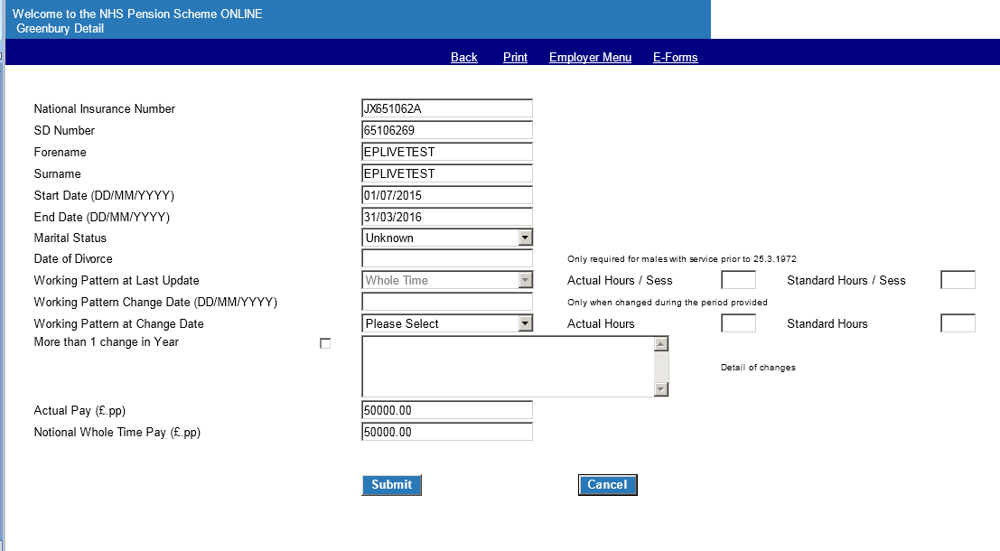 Welcome to the NHS Pension Scheme ONLINE
Greenbury Detail
Back Print Employer Menu E-Forms
National Insurance Number JX651062A
SD Number 65106269
Forename EPLIVETEST
Surname EPLIVETEST
Start Date (DD/MM/YYYY) 01/07/2015
End Date (DD/MM/YYYY) 31/03/2016
Marital Status Unknown
Date of Divorce Only required for males with service prior to 25.3.1972
Working Pattern at Last Update Whole Time Actual Hours / Sess Standard Hours / Sess
Working Pattern Change Date (DD/MM/YYYY) Only when changed during the period provided
Working Pattern at Change Date Please Select Actual Hours Standard Hours
More than 1 change in Year
Detail of changes
Actual Pay (£.pp) 50000.00
Notional Whole Time Pay (£.pp) 50000.00
Submit Cancel